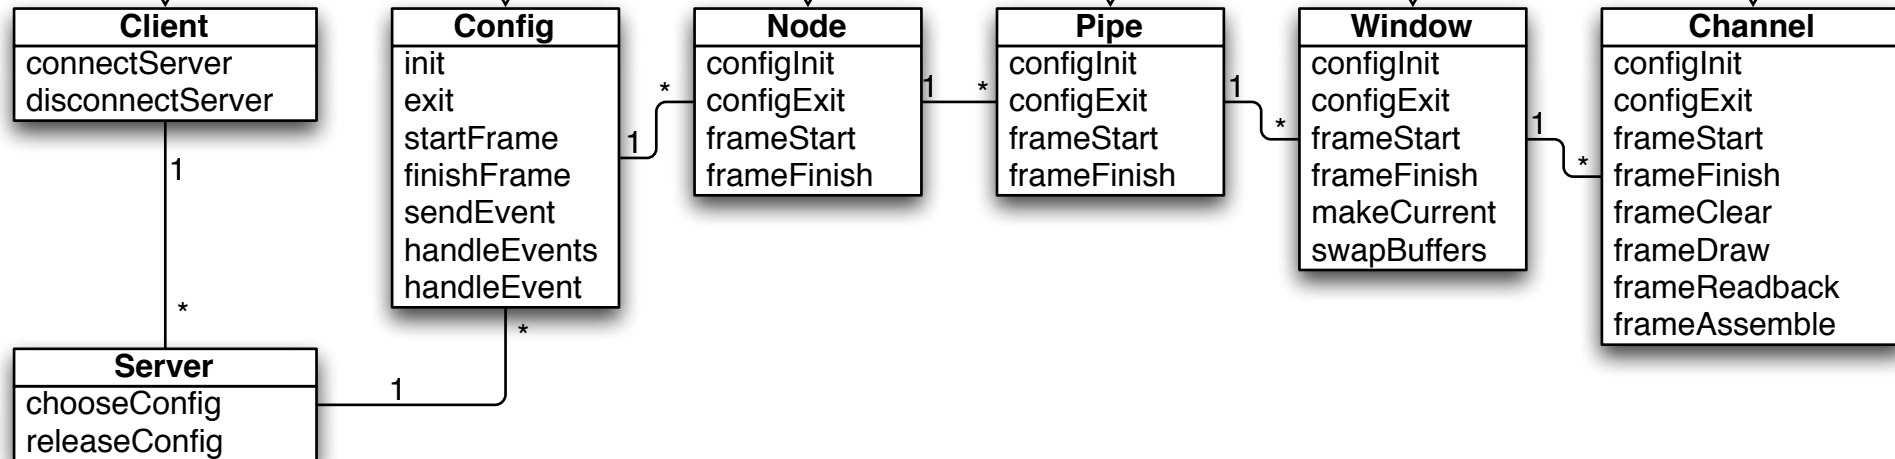 Client
connectServer
disconnectServer
1
*
Server
chooseConfig
releaseConfig
1
*
Config
init
exit
startFrame
finishFrame
sendEvent
handleEvents
handleEvent
1
*
Node
configInit
configExit
frameStart
frameFinish
1
*
Pipe
configInit
configExit
frameStart
frameFinish
1
*
Window
configInit
configExit
frameStart
frameFinish
makeCurrent
swapBuffers
1
*
Channel
configInit
configExit
frameStart
frameFinish
frameClear
frameDraw
frameReadback
frameAssemble